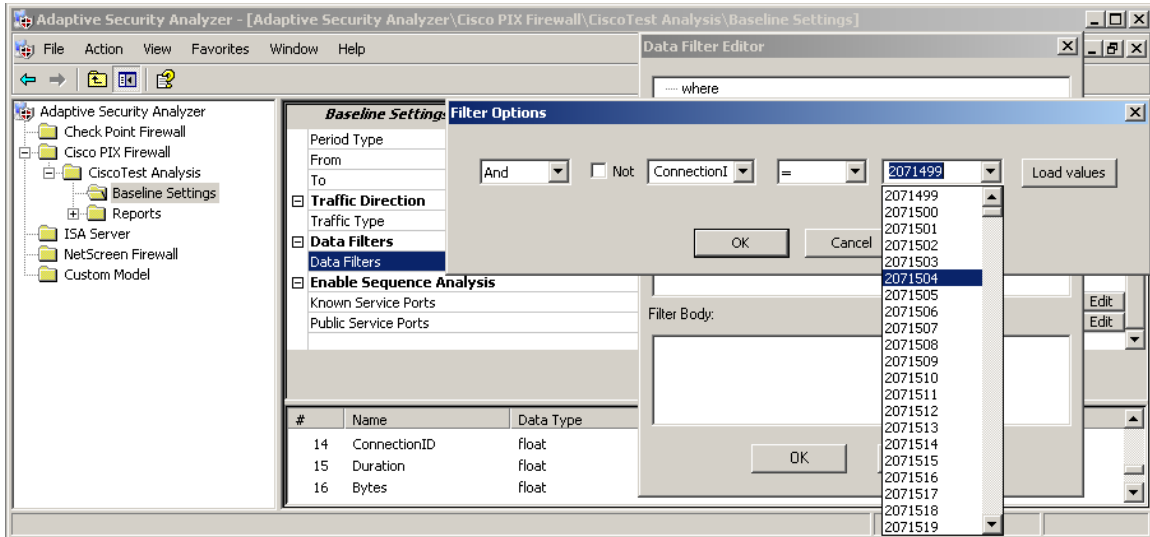 Adaptive Security Analyzer - [Adaptive Security Analyzer\Cisco PIX Firewall\CiscoTest Analysis\Baseline Settings]
File Action View Favorites Window Help
Adaptive Security Analyzer
Check Point Firewall
Cisco PIX Firewall
CiscoTest Analysis
Baseline Settings
Reports
ISA Server
NetScreen Firewall
Custom Model
Baseline Settings
Period Type
From
To
Traffic Direction
Traffic Type
Data Filters
Data Filters
Enable Sequence Analysis
Known Service Ports
Edit
Public Service Ports
Edit
# Name Data Type
14 ConnectionID float
15 Duration float
16 Bytes float
Data Filter Editor
where
Filter Body:
OK
Filter Options
And Not ConnectionI = 2071499 Load values
OK Cancel
2071499
2071500
2071501
2071502
2071503
2071504
2071505
2071506
2071507
2071508
2071509
2071510
2071511
2071512
2071513
2071514
2071515
2071516
2071517
2071518
2071519